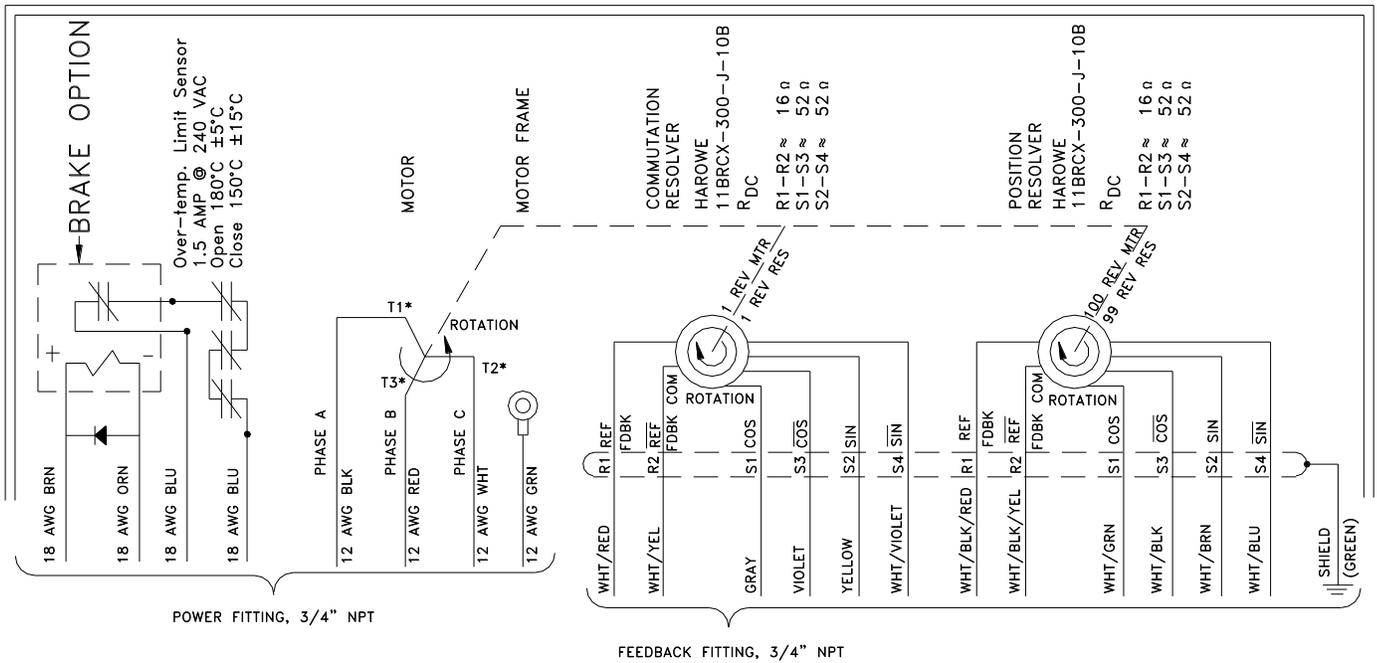 BRAKE OPTION
Over-temp. Limit Sensor
1.5 AMP @ 240 VAC
Open 180°C ±5°C
Close 150°C ±15°C
MOTOR
MOTOR FRAME
COMMUTATION
RESOLVER
HAROWE
11BRCX-300-J-10B
RDC
R1-R2≈ 16Ω
S1-S3≈ 52Ω
S2-S4≈ 52Ω
POSITION
RESOLVER
HAROWE
11BRCX-300-J-10B
RDC
R1-R2≈ 16Ω
S1-S3≈ 52Ω
S2-S4≈ 52Ω
1 REV MTR
1 REV RES
100 REV MTR
99 REV RES
+
-
T1*
ROTATION
T2*
T3*
ROTATION
ROTATION
18 AWG BRN
18 AWG ORN
18 AWG BLU
18 AWG BLU
PHASE A
12 AWG BLK
PHASE B
12 AWG RED
PHASE C
12 AWG WHT
12 AWG GRN
R1 REF
FDBK
R2 REF
FDBK COM
S1 COS
S3 COS
S2 SIN
S4 SIN
R1 REF
FDBK
R2 REF
FDBK COM
S1 COS
S3 COS
S2 SIN
S4 SIN
WHT/RED
WHT/YEL
GRAY
VIOLET
YELLOW
WHT/VIOLET
WHT/BLK/RED
WHT/BLK/YEL
WHT/GRN
WHT/BLK
WHT/BRN
WHT/BLU
SHIELD
(GREEN)
POWER FITTING, 3/4" NPT
FEEDBACK FITTING, 3/4" NPT